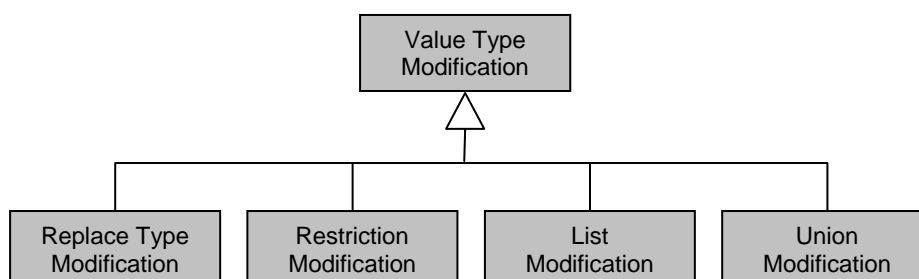 Value Type
Modification
Replace Type
Modification
Restriction
Modification
List
Modification
Union
Modification